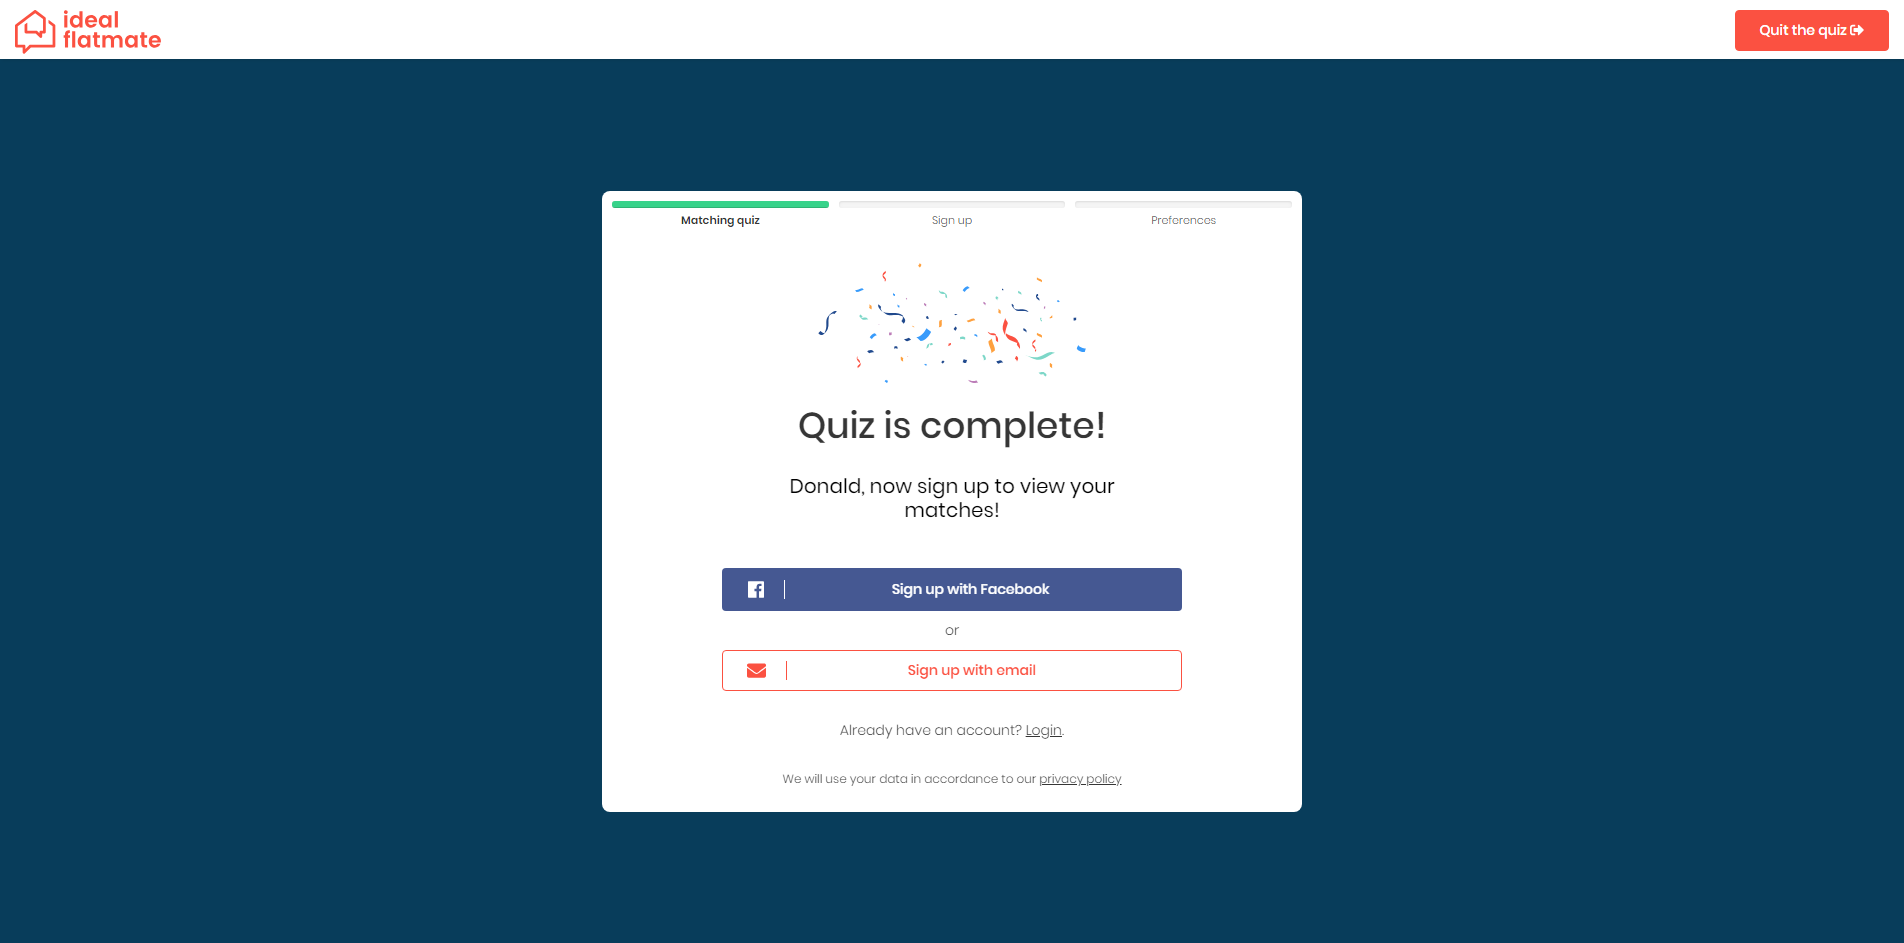 ideal
flatmate
Quit the quiz
Matching quiz
Sign up
Preferences
Quiz is complete!
Donald, now sign up to view your
matches!
Sign up with Facebook
or
Sign up with email
Already have an account? Login.
We will use your data in accordance to our privacy policy